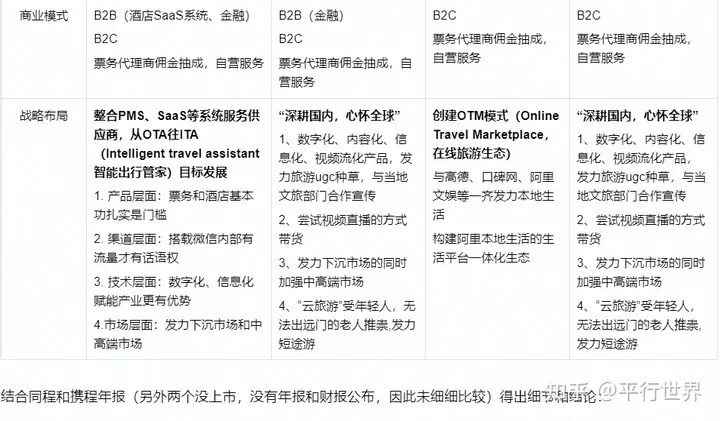 商业模式
B2B（酒店SaaS系统、金融）
B2C
票务代理商佣金抽成，自营服务
B2B（金融）
B2C
票务代理商佣金抽成，
自营服务
B2C
票务代理商佣金抽成，
自营服务
B2C
票务代理商佣金抽成，
自营服务
战略布局
整合PMS、SaaS等系统服务供
应商，从OTA往ITA
（Intelligent travel assistant
智能出行管家）目标发展
1. 产品层面：票务和酒店基本
功扎实是门槛
2. 渠道层面：搭载微信内部有
流量才有话语权
3. 技术层面：数字化、信息化
赋能产业更有优势
4.市场层面：发力下沉市场和中
高端市场
“深耕国内，心怀全球”
1、数字化、内容化、信
息化、视频流化产品，发
力旅游ugc种草，与当地
文旅部门合作宣传
2、尝试视频直播的方式
带货
3、发力下沉市场的同时
加强中高端市场
4、“云旅游”受年轻人，无
法出远门的老人推崇,发力
短途游
创建OTM模式（Online
Travel Marketplace，
在线旅游生态）
与高德、口碑网、阿里
文娱等一齐发力本地生
活
构建阿里本地生活的生
活平台一体化生态
“深耕国内，心怀全球”
1、数字化、内容化、信
息化、视频流化产品，
发力旅游ugc种草，与当
地文旅部门合作宣传
2、尝试视频直播的方式
带货
3、发力下沉市场的同时
加强中高端市场
4、“云旅游”受年轻人，
无法出远门的老人推崇,
发力短途游
结合同程和携程年报（另外两个没上市，没有年报和财报公布，因此未细细比较）得出细节和结论：
知乎 @平行世界